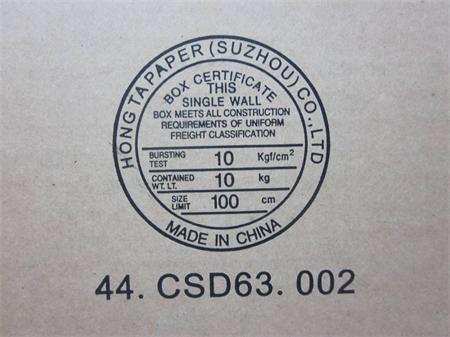 HONG TA PAPER (SUZHOU) CO., LTD
BOX CERTIFICATE
THIS
SINGLE WALL
BOX MEETS ALL CONSTRUCTION
REQUIREMENTS OF UNIFORM
FREIGHT CLASSIFICATION
BURSTING TEST 10 Kgf/cm²
CONTAINED WT. LT. 10 kg
SIZE LIMIT 100 cm
MADE IN CHINA
44. CSD63. 002